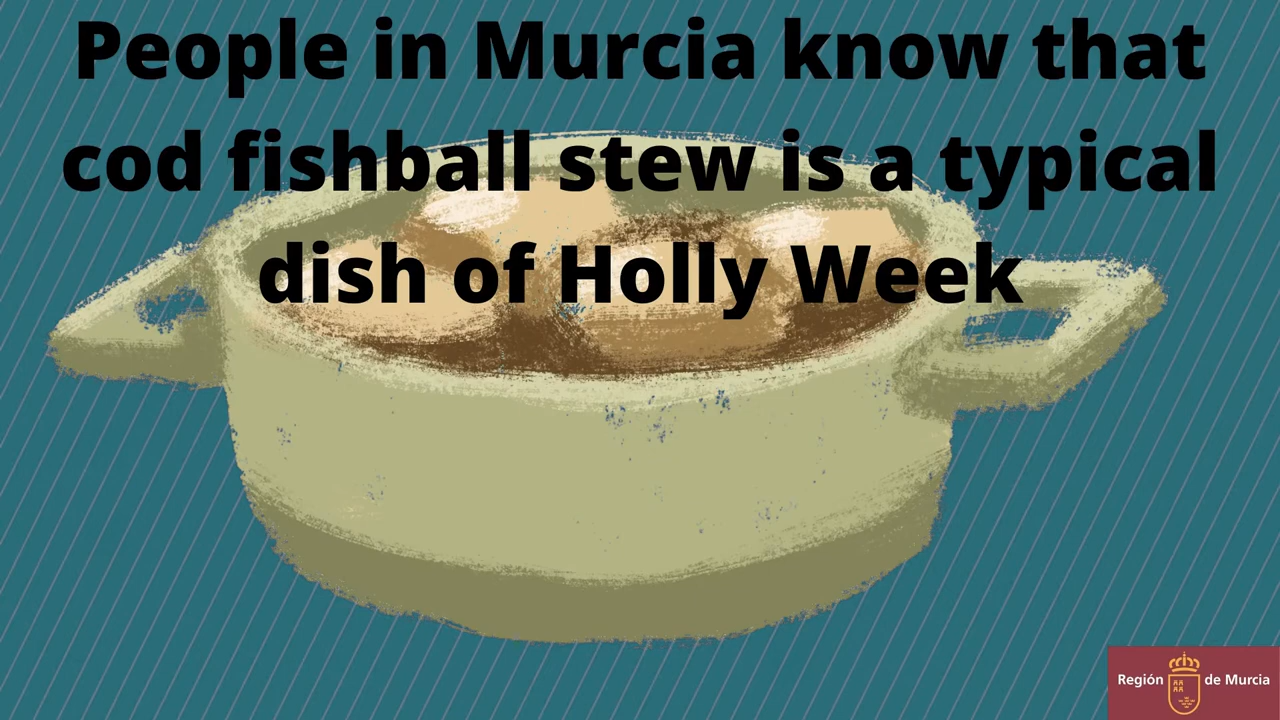 People in Murcia know that
cod fishball stew is a typical
dish of Holly Week
Región de Murcia